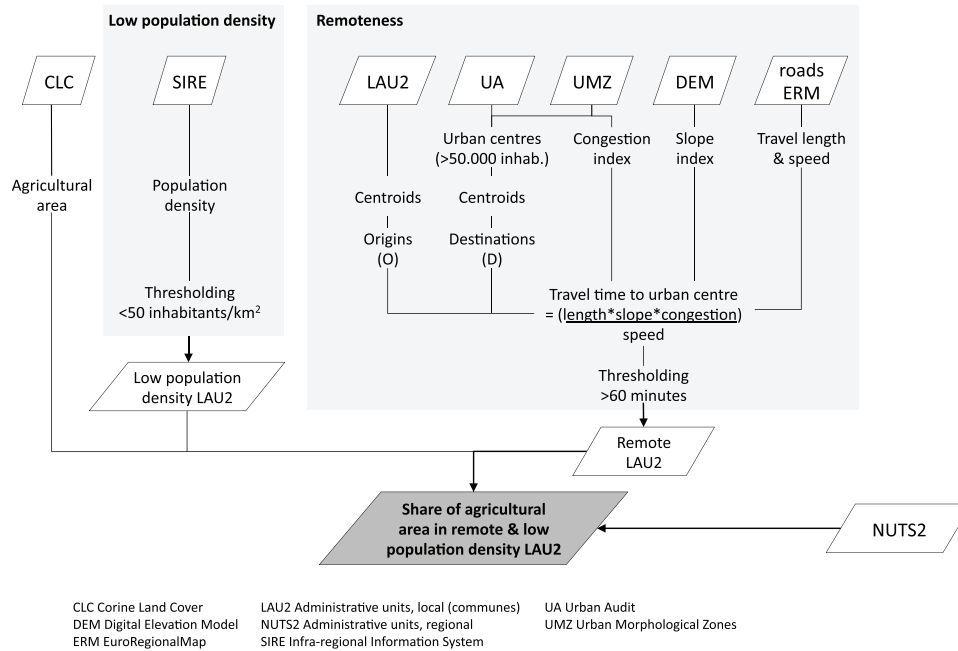 Low population density
Remoteness
CLC
SIRE
LAU2
UA
UMZ
DEM
roads
ERM
Urban centres
(>50.000 inhab.)
Congestion
index
Slope
index
Travel length
& speed
Agricultural
area
Population
density
Centroids
Centroids
Origins
(O)
Destinations
(D)
Thresholding
<50 inhabitants/km²
Travel time to urban centre
= (length*slope*congestion)
speed
Low population
density LAU2
Thresholding
>60 minutes
Remote
LAU2
Share of agricultural
area in remote & low
population density LAU2
NUTS2
CLC Corine Land Cover
DEM Digital Elevation Model
ERM EuroRegionalMap
LAU2 Administrative units, local (communes)
NUTS2 Administrative units, regional
SIRE Infra-regional Information System
UA Urban Audit
UMZ Urban Morphological Zones